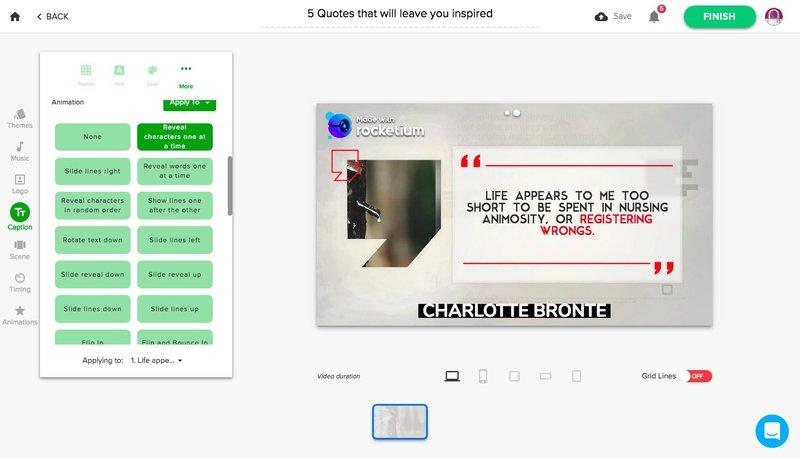 BACK
5 Quotes that will leave you inspired
Save
5
FINISH
Themes
Music
Logo
Tт
Caption
Scene
Timing
Animations
Position
A
Font
Color
More
Animation
Apply To
None
Reveal
characters one at
a time
Slide lines right
Reveal words one
at a time
Reveal characters
in random order
Show lines one
after the other
Rotate text down
Slide lines left
Slide reveal down
Slide reveal up
Slide lines down
Slide lines up
Flip In
Flip and Bounce In
Applying to: 1. Life appe...
Made with
rocketium
LIFE APPEARS TO ME TOO
SHORT TO BE SPENT IN NURSING
ANIMOSITY, OR REGISTERING
WRONGS.
CHARLOTTE BRONTE
Video duration
Grid Lines
OFF